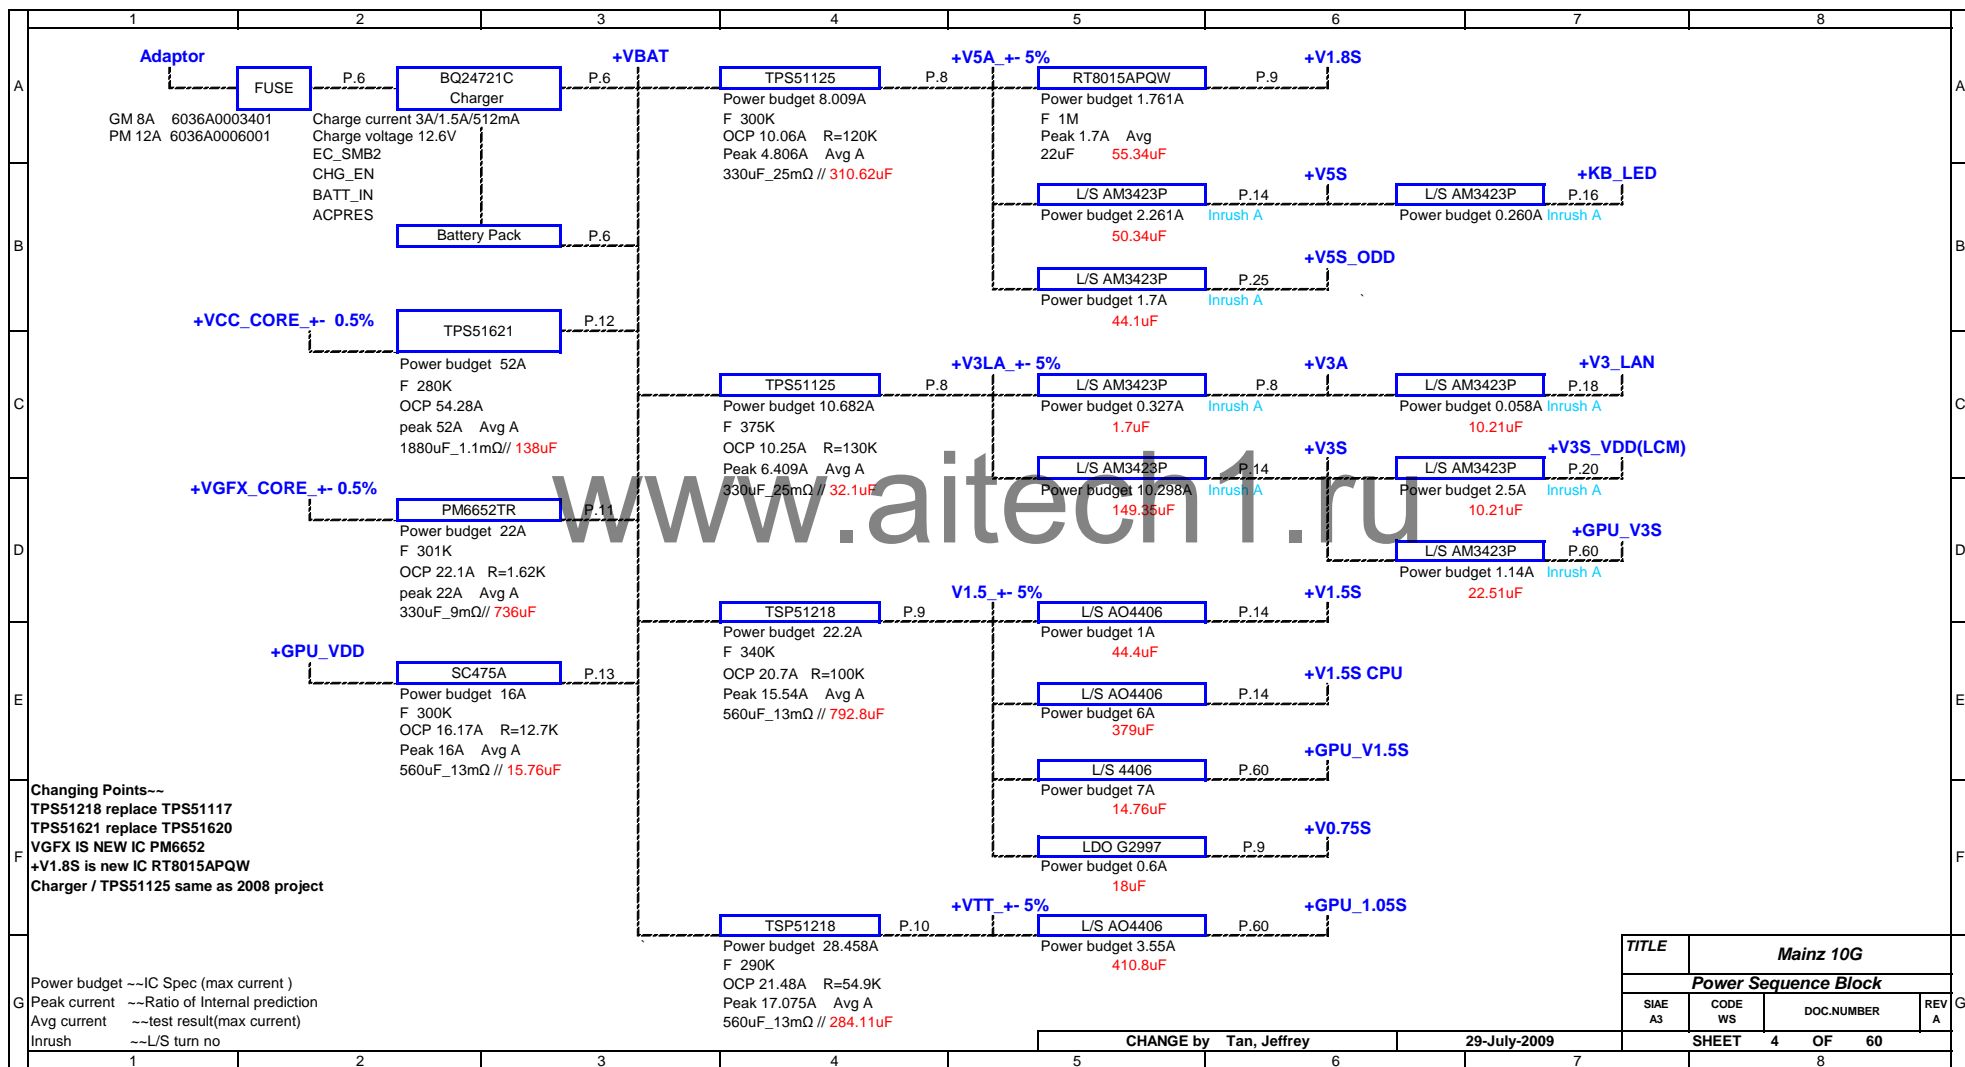 1 2 3 4 5 6 7 8
Adaptor
+VBAT
+V5A_+- 5%
+V1.8S
A
FUSE
P.6
BQ24721C
Charger
P.6
TPS51125
P.8
RT8015APQW
P.9
A
GM 8A 6036A0003401
PM 12A 6036A0006001
Charge current 3A/1.5A/512mA
Charge voltage 12.6V
EC_SMB2
CHG_EN
BATT_IN
ACPRES
Power budget 8.009A
F 300K
OCP 10.06A R=120K
Peak 4.806A Avg A
330uF_25mΩ // 310.62uF
Power budget 1.761A
F 1M
Peak 1.7A Avg
22uF 55.34uF
+V5S
+KB_LED
L/S AM3423P
P.14
L/S AM3423P
P.16
Power budget 2.261A
Inrush A
Power budget 0.260A
Inrush A
50.34uF
B
Battery Pack
P.6
B
+V5S_ODD
L/S AM3423P
P.25
Power budget 1.7A
Inrush A
44.1uF
+VCC_CORE_+- 0.5%
TPS51621
P.12
Power budget 52A
F 280K
OCP 54.28A
peak 52A Avg A
1880uF_1.1mΩ// 138uF
C
+V3LA_+- 5%
+V3A
+V3_LAN
TPS51125
P.8
L/S AM3423P
P.8
L/S AM3423P
P.18
C
Power budget 10.682A
F 375K
OCP 10.25A R=130K
Peak 6.409A Avg A
330uF_25mΩ // 32.1uF
Power budget 0.327A
Inrush A
1.7uF
Power budget 0.058A
Inrush A
10.21uF
+V3S
+V3S_VDD(LCM)
L/S AM3423P
P.14
L/S AM3423P
P.20
Power budget 10.298A
Inrush A
149.35uF
Power budget 2.5A
Inrush A
10.21uF
www.aitech1.ru
+VGFX_CORE_+- 0.5%
PM6652TR
P.11
Power budget 22A
F 301K
OCP 22.1A R=1.62K
peak 22A Avg A
330uF_9mΩ// 736uF
D
+GPU_V3S
L/S AM3423P
P.60
D
Power budget 1.14A
Inrush A
22.51uF
V1.5_+- 5%
+V1.5S
TSP51218
P.9
L/S AO4406
P.14
Power budget 22.2A
F 340K
OCP 20.7A R=100K
Peak 15.54A Avg A
560uF_13mΩ // 792.8uF
Power budget 1A
44.4uF
+GPU_VDD
SC475A
P.13
Power budget 16A
F 300K
OCP 16.17A R=12.7K
Peak 16A Avg A
560uF_13mΩ // 15.76uF
E
+V1.5S CPU
L/S AO4406
P.14
E
Power budget 6A
379uF
+GPU_V1.5S
L/S 4406
P.60
Power budget 7A
14.76uF
Changing Points~~
TPS51218 replace TPS51117
TPS51621 replace TPS51620
VGFX IS NEW IC PM6652
+V1.8S is new IC RT8015APQW
Charger / TPS51125 same as 2008 project
F
+V0.75S
LDO G2997
P.9
F
Power budget 0.6A
18uF
+VTT_+- 5%
+GPU_1.05S
TSP51218
P.10
L/S AO4406
P.60
Power budget 28.458A
F 290K
OCP 21.48A R=54.9K
Peak 17.075A Avg A
560uF_13mΩ // 284.11uF
Power budget 3.55A
410.8uF
Power budget ~~IC Spec (max current )
G
Peak current ~~Ratio of Internal prediction
Avg current ~~test result(max current)
Inrush ~~L/S turn no
TITLE
Mainz 10G
Power Sequence Block
SIAE
A3
CODE
WS
DOC.NUMBER
REV
A
G
CHANGE by Tan, Jeffrey
29-July-2009
SHEET 4 OF 60
1 2 3 4 5 6 7 8